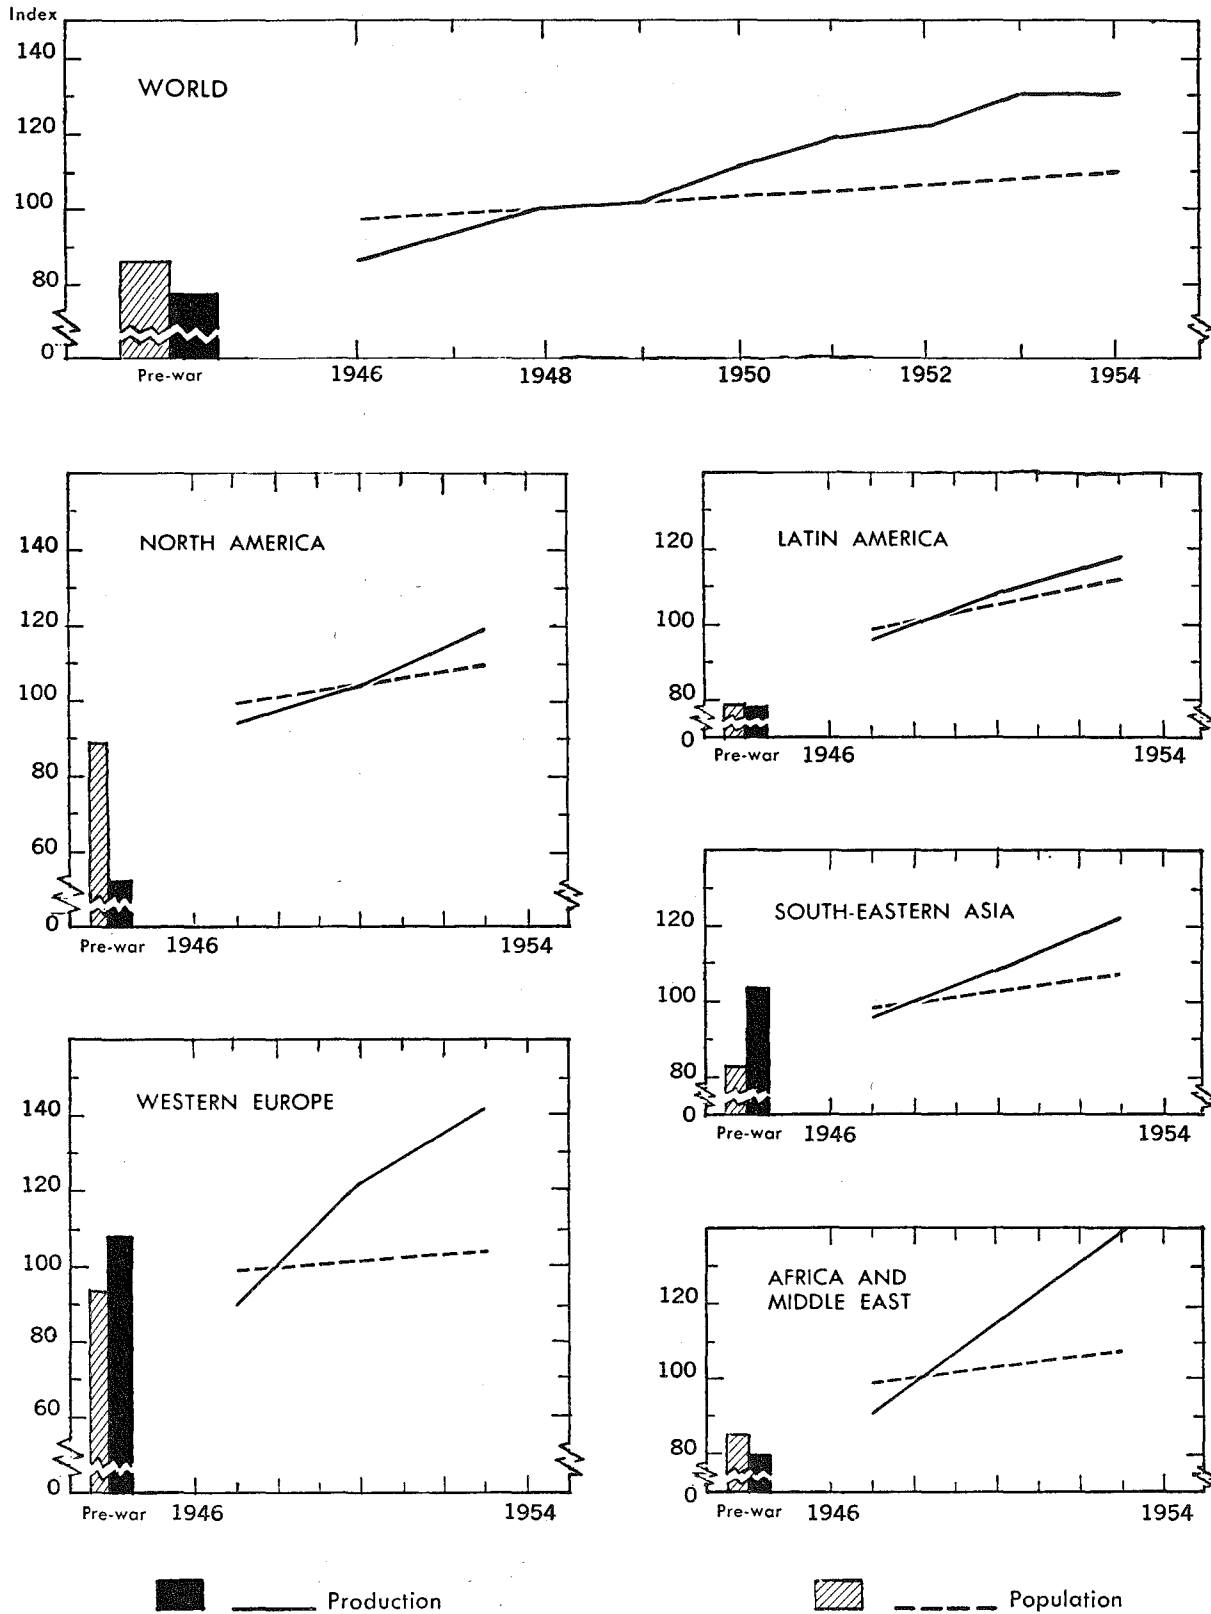 Index
140
120
100
80
0
WORLD
Pre-war 1946 1948 1950 1952 1954
NORTH AMERICA
140
120
100
80
60
0
Pre-war 1946 1954
LATIN AMERICA
120
100
80
0
Pre-war 1946 1954
SOUTH-EASTERN ASIA
120
100
80
0
Pre-war 1946 1954
WESTERN EUROPE
140
120
100
80
60
0
Pre-war 1946 1954
AFRICA AND
MIDDLE EAST
120
100
80
0
Pre-war 1946 1954
Production
Population